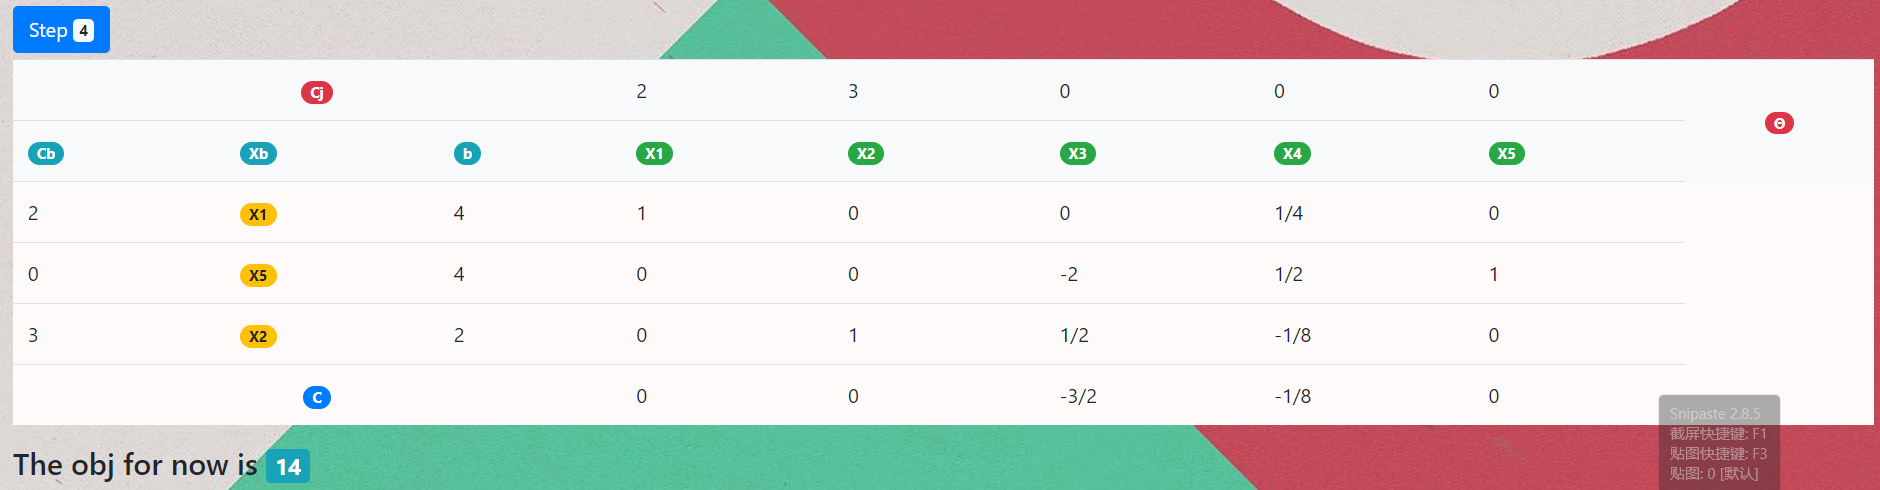 Step 4
Cj 2 3 0 0 0 Θ
Cb Xb b X1 X2 X3 X4 X5
2 X1 4 1 0 0 1/4 0
0 X5 4 0 0 -2 1/2 1
3 X2 2 0 1 1/2 -1/8 0
C 0 0 -3/2 -1/8 0
The obj for now is 14
Snipaste 2.8.5
截屏快捷键: F1
贴图快捷键: F3
贴图: 0 [默认]